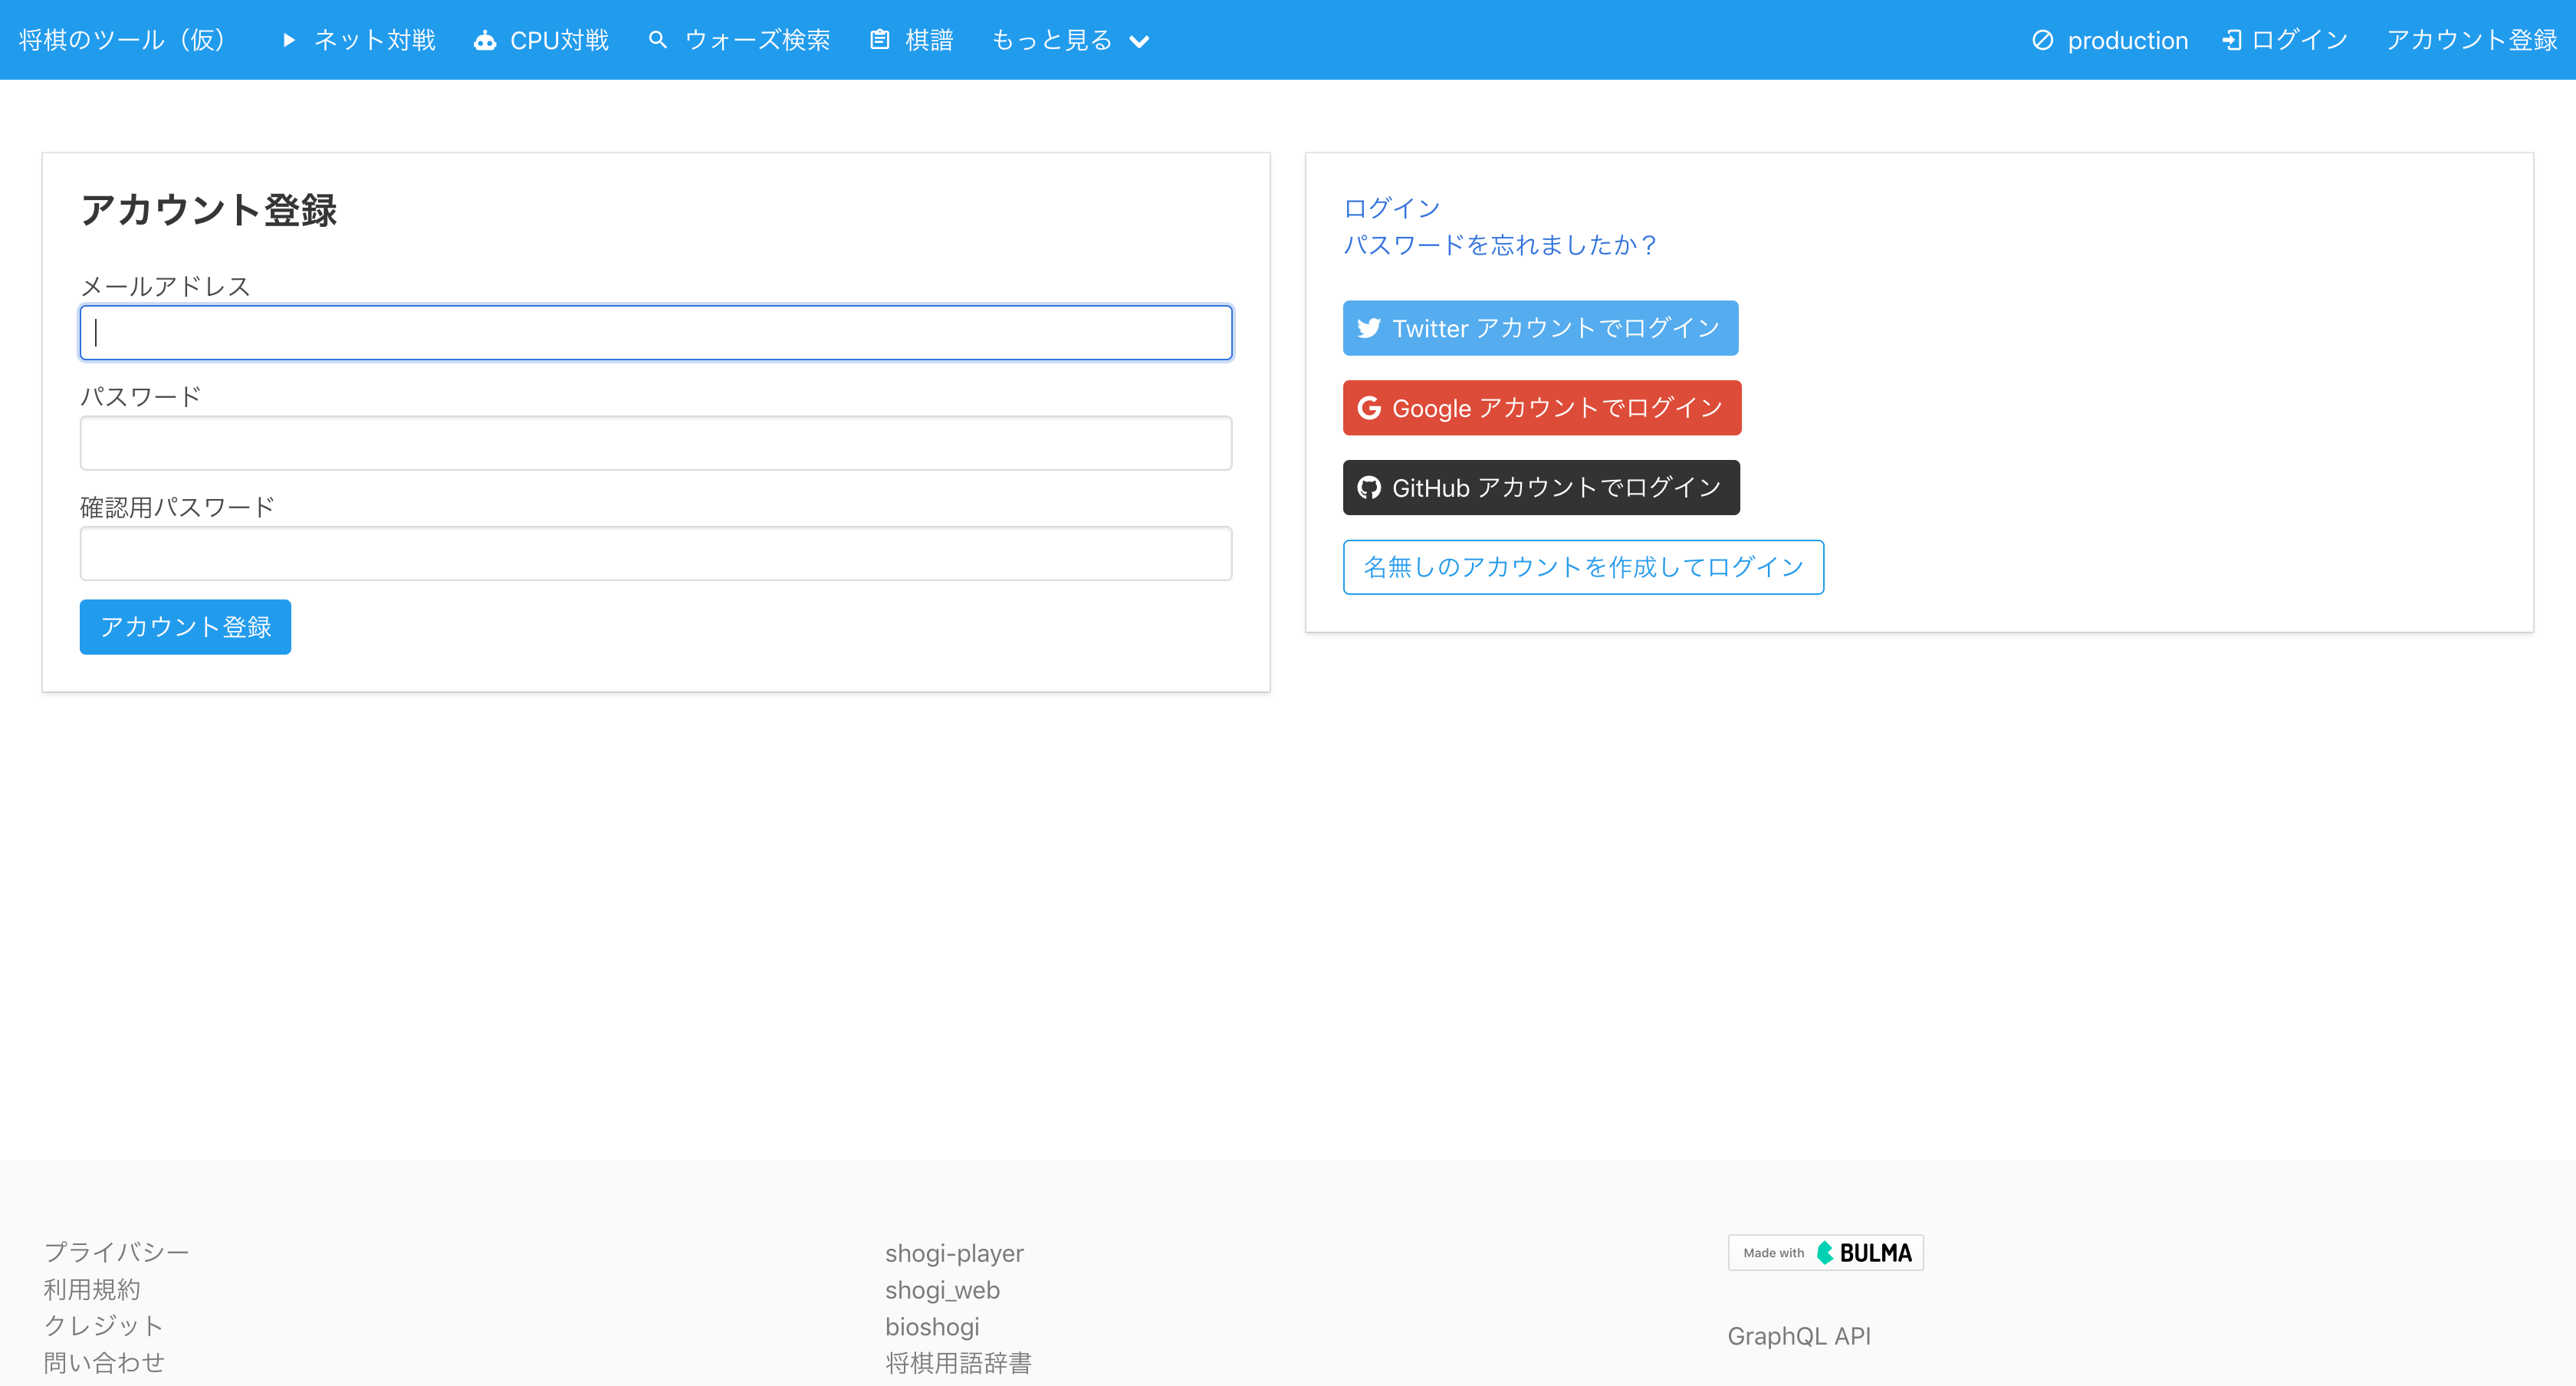 将棋のツール（仮）
ネット対戦
CPU対戦
ウォーズ検索
棋譜
もっと見る
production
ログイン
アカウント登録
アカウント登録
メールアドレス
パスワード
確認用パスワード
アカウント登録
ログイン
パスワードを忘れましたか？
Twitter アカウントでログイン
Google アカウントでログイン
GitHub アカウントでログイン
名無しのアカウントを作成してログイン
プライバシー
利用規約
クレジット
問い合わせ
shogi-player
shogi_web
bioshogi
将棋用語辞書
Made with BULMA
GraphQL API